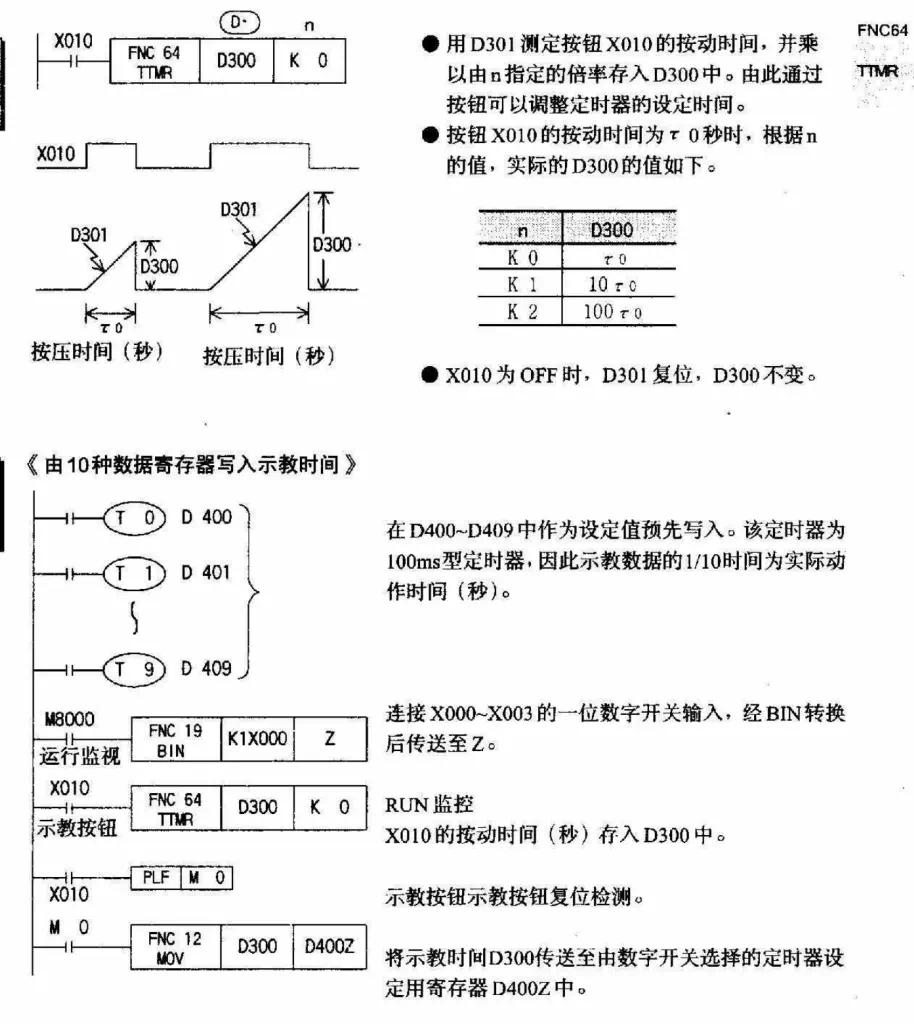 D· n
X010
FNC 64
TTMR D300 K 0
X010
D301 D301
D300 D300
τ0 τ0
按压时间（秒） 按压时间（秒）
● 用D301测定按钮X010的按动时间，并乘
以由n指定的倍率存入D300中。由此通过
按钮可以调整定时器的设定时间。
● 按钮X010的按动时间为τ0秒时，根据n
的值，实际的D300的值如下。
n D300
K 0 τ0
K 1 10τ0
K 2 100τ0
● X010为OFF时，D301复位，D300不变。
FNC64
TTMR
《由10种数据寄存器写入示教时间》
T 0 D 400
T 1 D 401
T 9 D 409
在D400~D409中作为设定值预先写入。该定时器为
100ms型定时器，因此示教数据的1/10时间为实际动
作时间（秒）。
M8000
运行监视
FNC 19
BIN K1X000 Z
连接X000~X003的一位数字开关输入，经BIN转换
后传送至Z。
X010
示教按钮
FNC 64
TTMR D300 K 0
RUN监控
X010的按动时间（秒）存入D300中。
X010
PLF M 0
示教按钮示教按钮复位检测。
M 0
FNC 12
MOV D300 D400Z
将示教时间D300传送至由数字开关选择的定时器设
定用寄存器D400Z中。